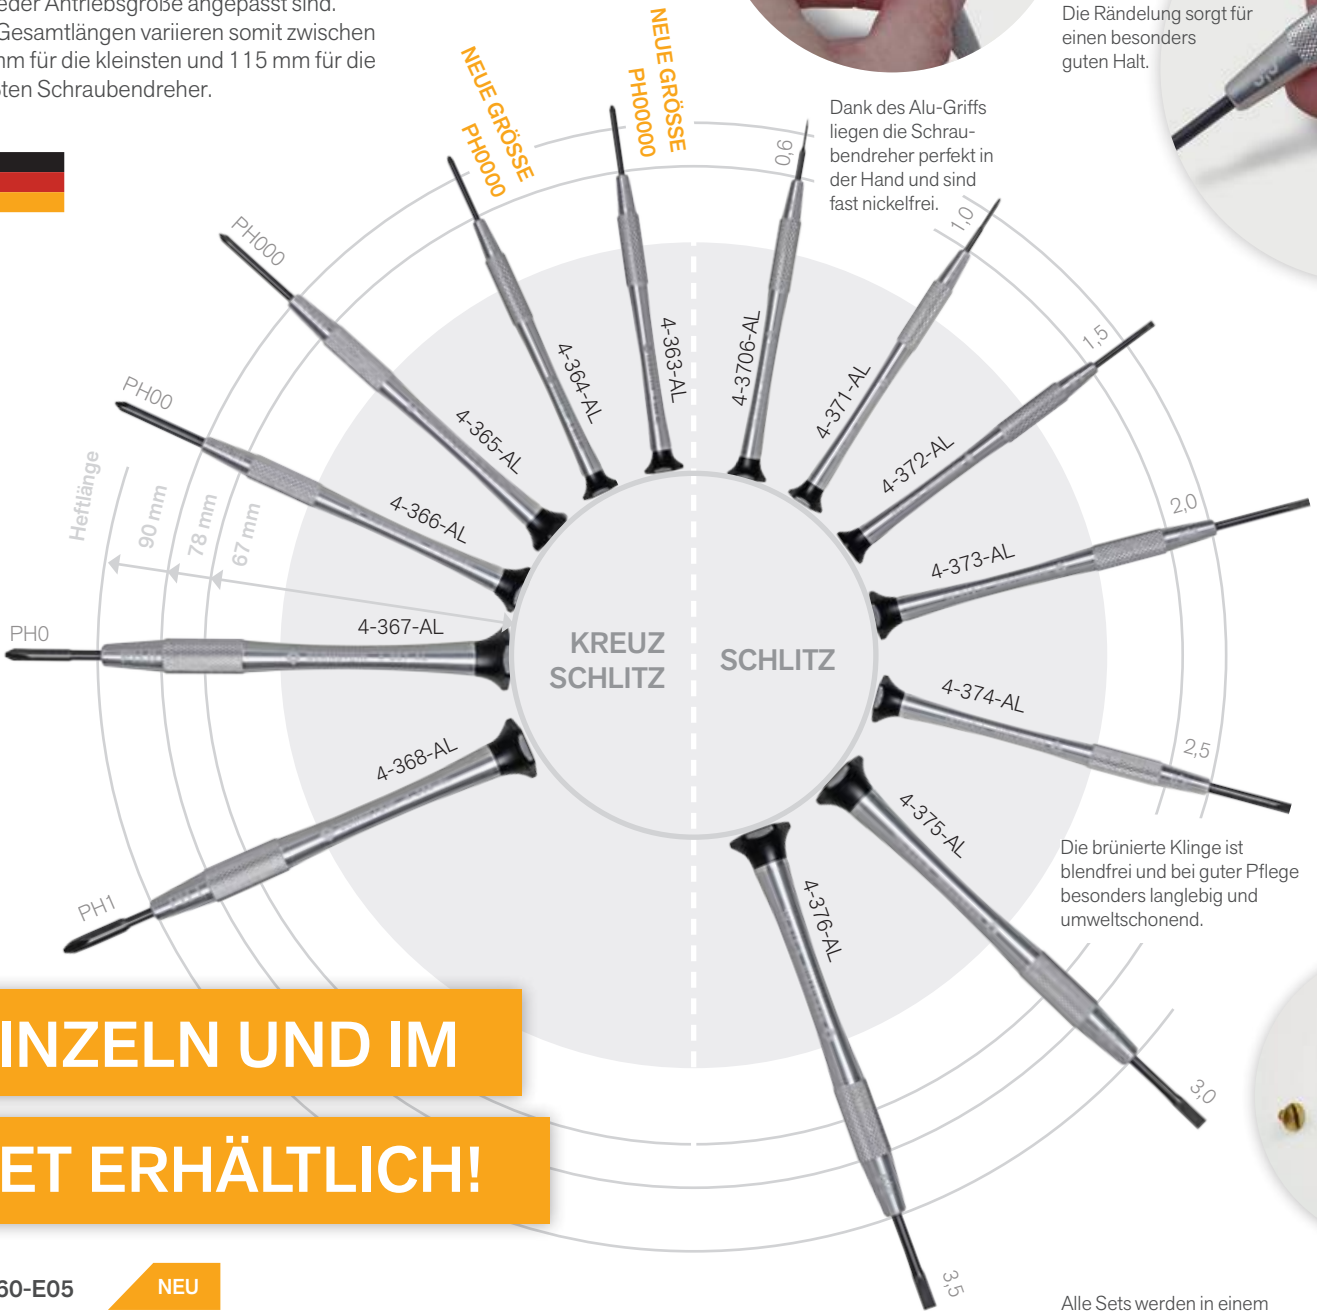 eder Antriebsgröße angepasst sind.
Gesamtlängen variieren somit zwischen
mm für die kleinsten und 115 mm für die
ten Schraubendreher.
Die Rändelung sorgt für
einen besonders
guten Halt.
Dank des Alu-Griffs
liegen die Schrau-
bendreher perfekt in
der Hand und sind
fast nickelfrei.
NEUE GRÖSSE
PH0000
NEUE GRÖSSE
PH00000
PH000
PH00
PH0
PH1
0,6
1,0
1,5
2,0
2,5
3,0
3,5
Heftlänge
90 mm
78 mm
67 mm
4-363-AL
4-364-AL
4-365-AL
4-366-AL
4-367-AL
4-368-AL
4-3706-AL
4-371-AL
4-372-AL
4-373-AL
4-374-AL
4-375-AL
4-376-AL
KREUZ
SCHLITZ
SCHLITZ
Die brünierte Klinge ist
blendfrei und bei guter Pflege
besonders langlebig und
umweltschonend.
INZELN UND IM
ET ERHÄLTLICH!
60-E05
NEU
Alle Sets werden in einem